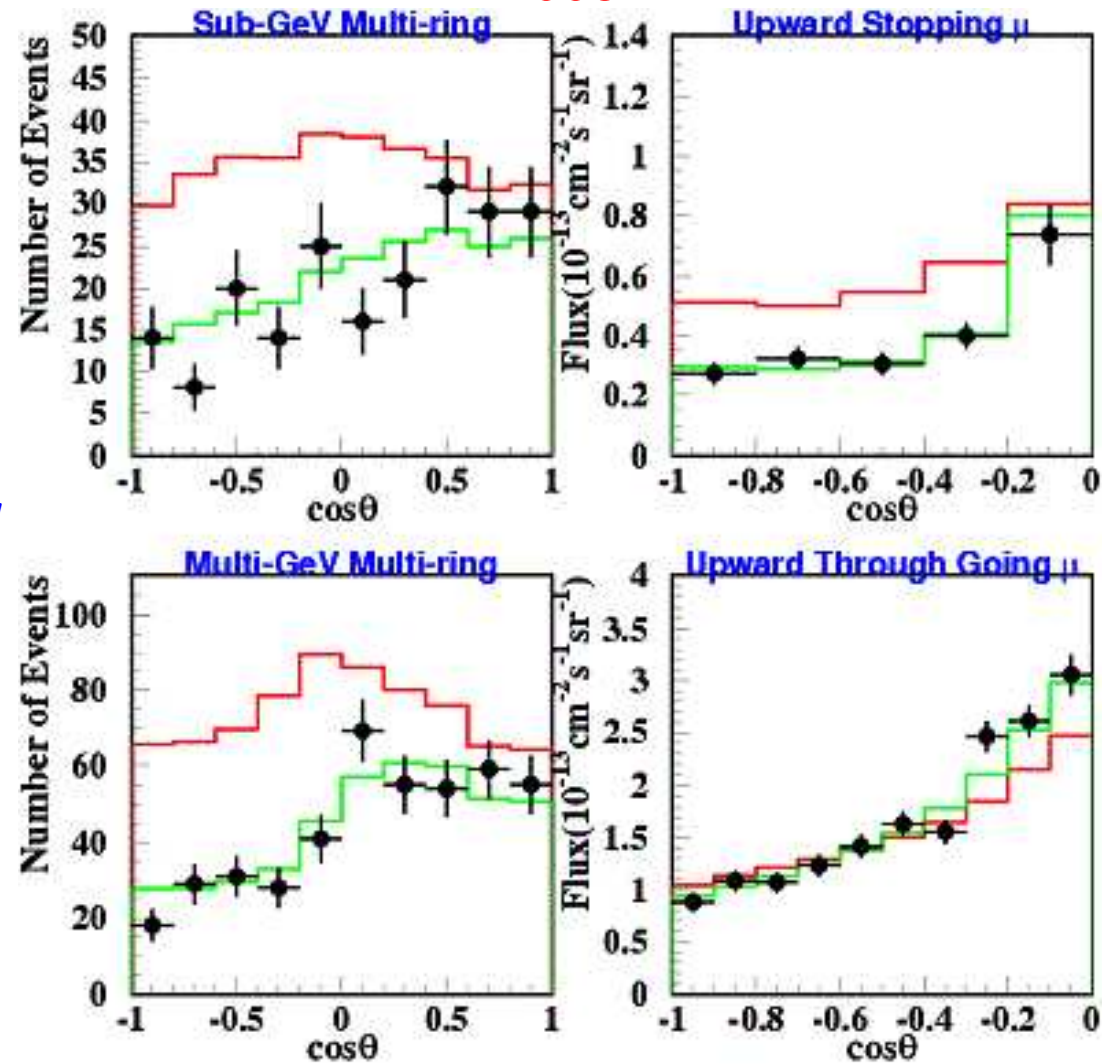 Sub-GeV Multi-ring
Number of Events
50
45
40
35
30
25
20
15
10
5
0
-1 -0.5 0 0.5 1
cosθ
Upward Stopping μ
Flux(10⁻¹³cm⁻²s⁻¹sr⁻¹)
1.4
1.2
1
0.8
0.6
0.4
0.2
0
-1 -0.8 -0.6 -0.4 -0.2 0
cosθ
Multi-GeV Multi-ring
Number of Events
100
80
60
40
20
0
-1 -0.5 0 0.5 1
cosθ
Upward Through Going μ
Flux(10⁻¹³cm⁻²s⁻¹sr⁻¹)
4
3.5
3
2.5
2
1.5
1
0.5
0
-1 -0.8 -0.6 -0.4 -0.2 0
cosθ